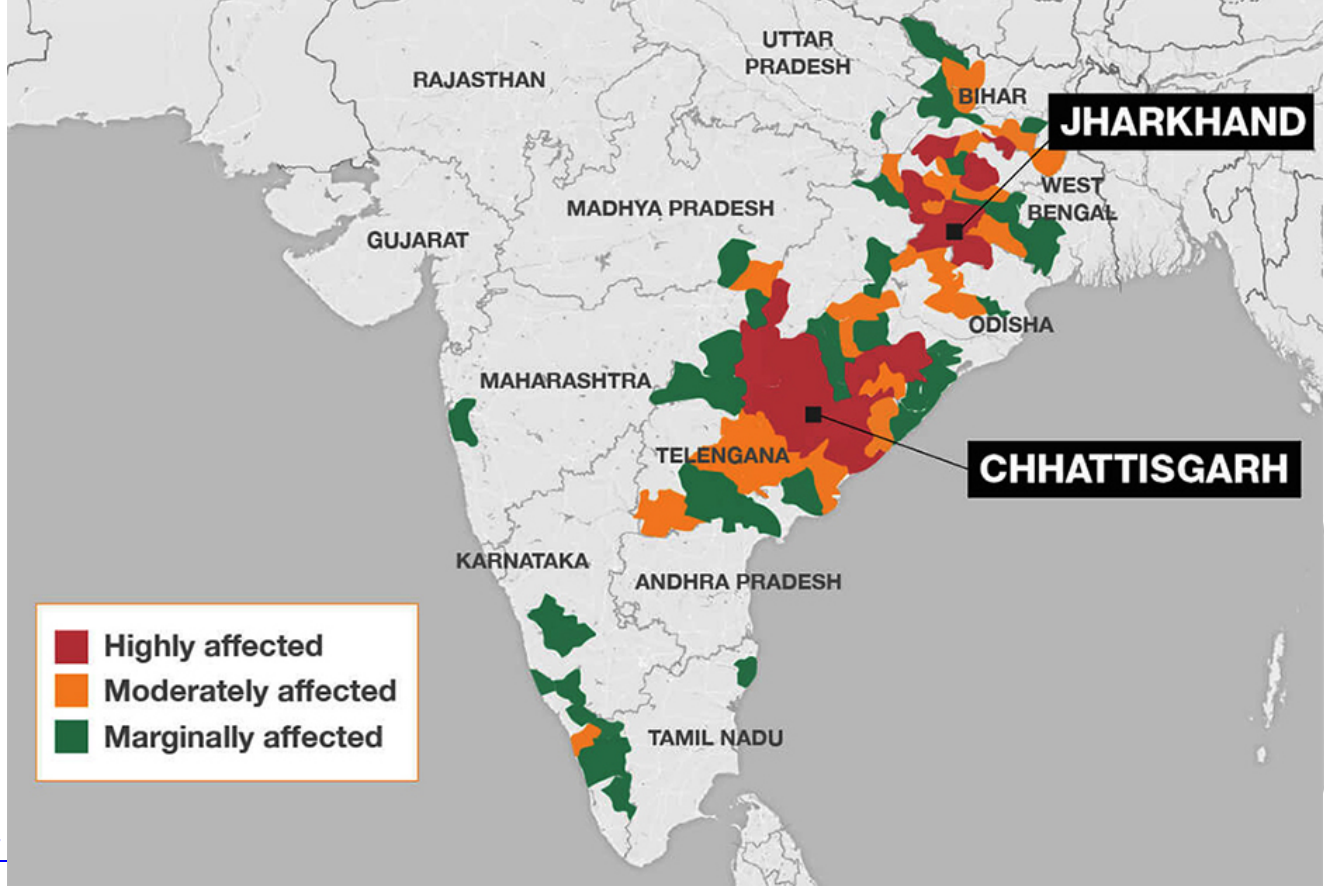 UTTAR
PRADESH
RAJASTHAN
BIHAR
JHARKHAND
WEST
BENGAL
MADHYA PRADESH
GUJARAT
ODISHA
MAHARASHTRA
TELENGANA
CHHATTISGARH
KARNATAKA
ANDHRA PRADESH
Highly affected
Moderately affected
Marginally affected
TAMIL NADU